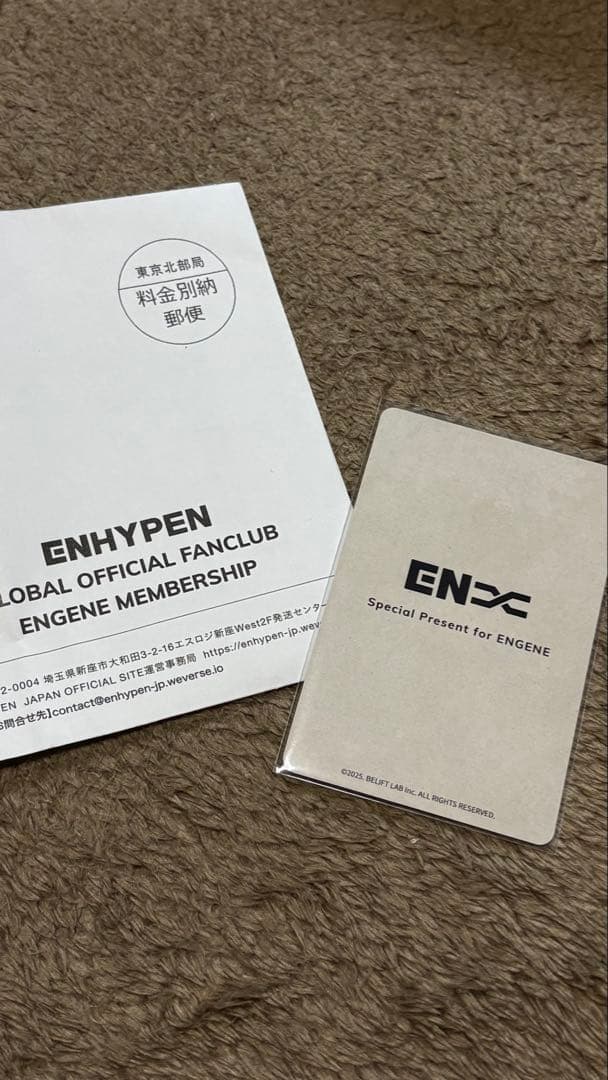 東京北部局
料金別納
郵便
ENHYPEN
LOBAL OFFICIAL FANCLUB
ENGENE MEMBERSHIP
2-0004 埼玉県新座市大和田3-2-16エスロジ新座West2F発送センタ
EN JAPAN OFFICIAL SITE運営事務局 https://enhypen-jp.wev
問合せ先】contact@enhypen-jp.weverse.io
EN
Special Present for ENGENE
©2025. BELIFT LAB Inc. ALL RIGHTS RESERVED.